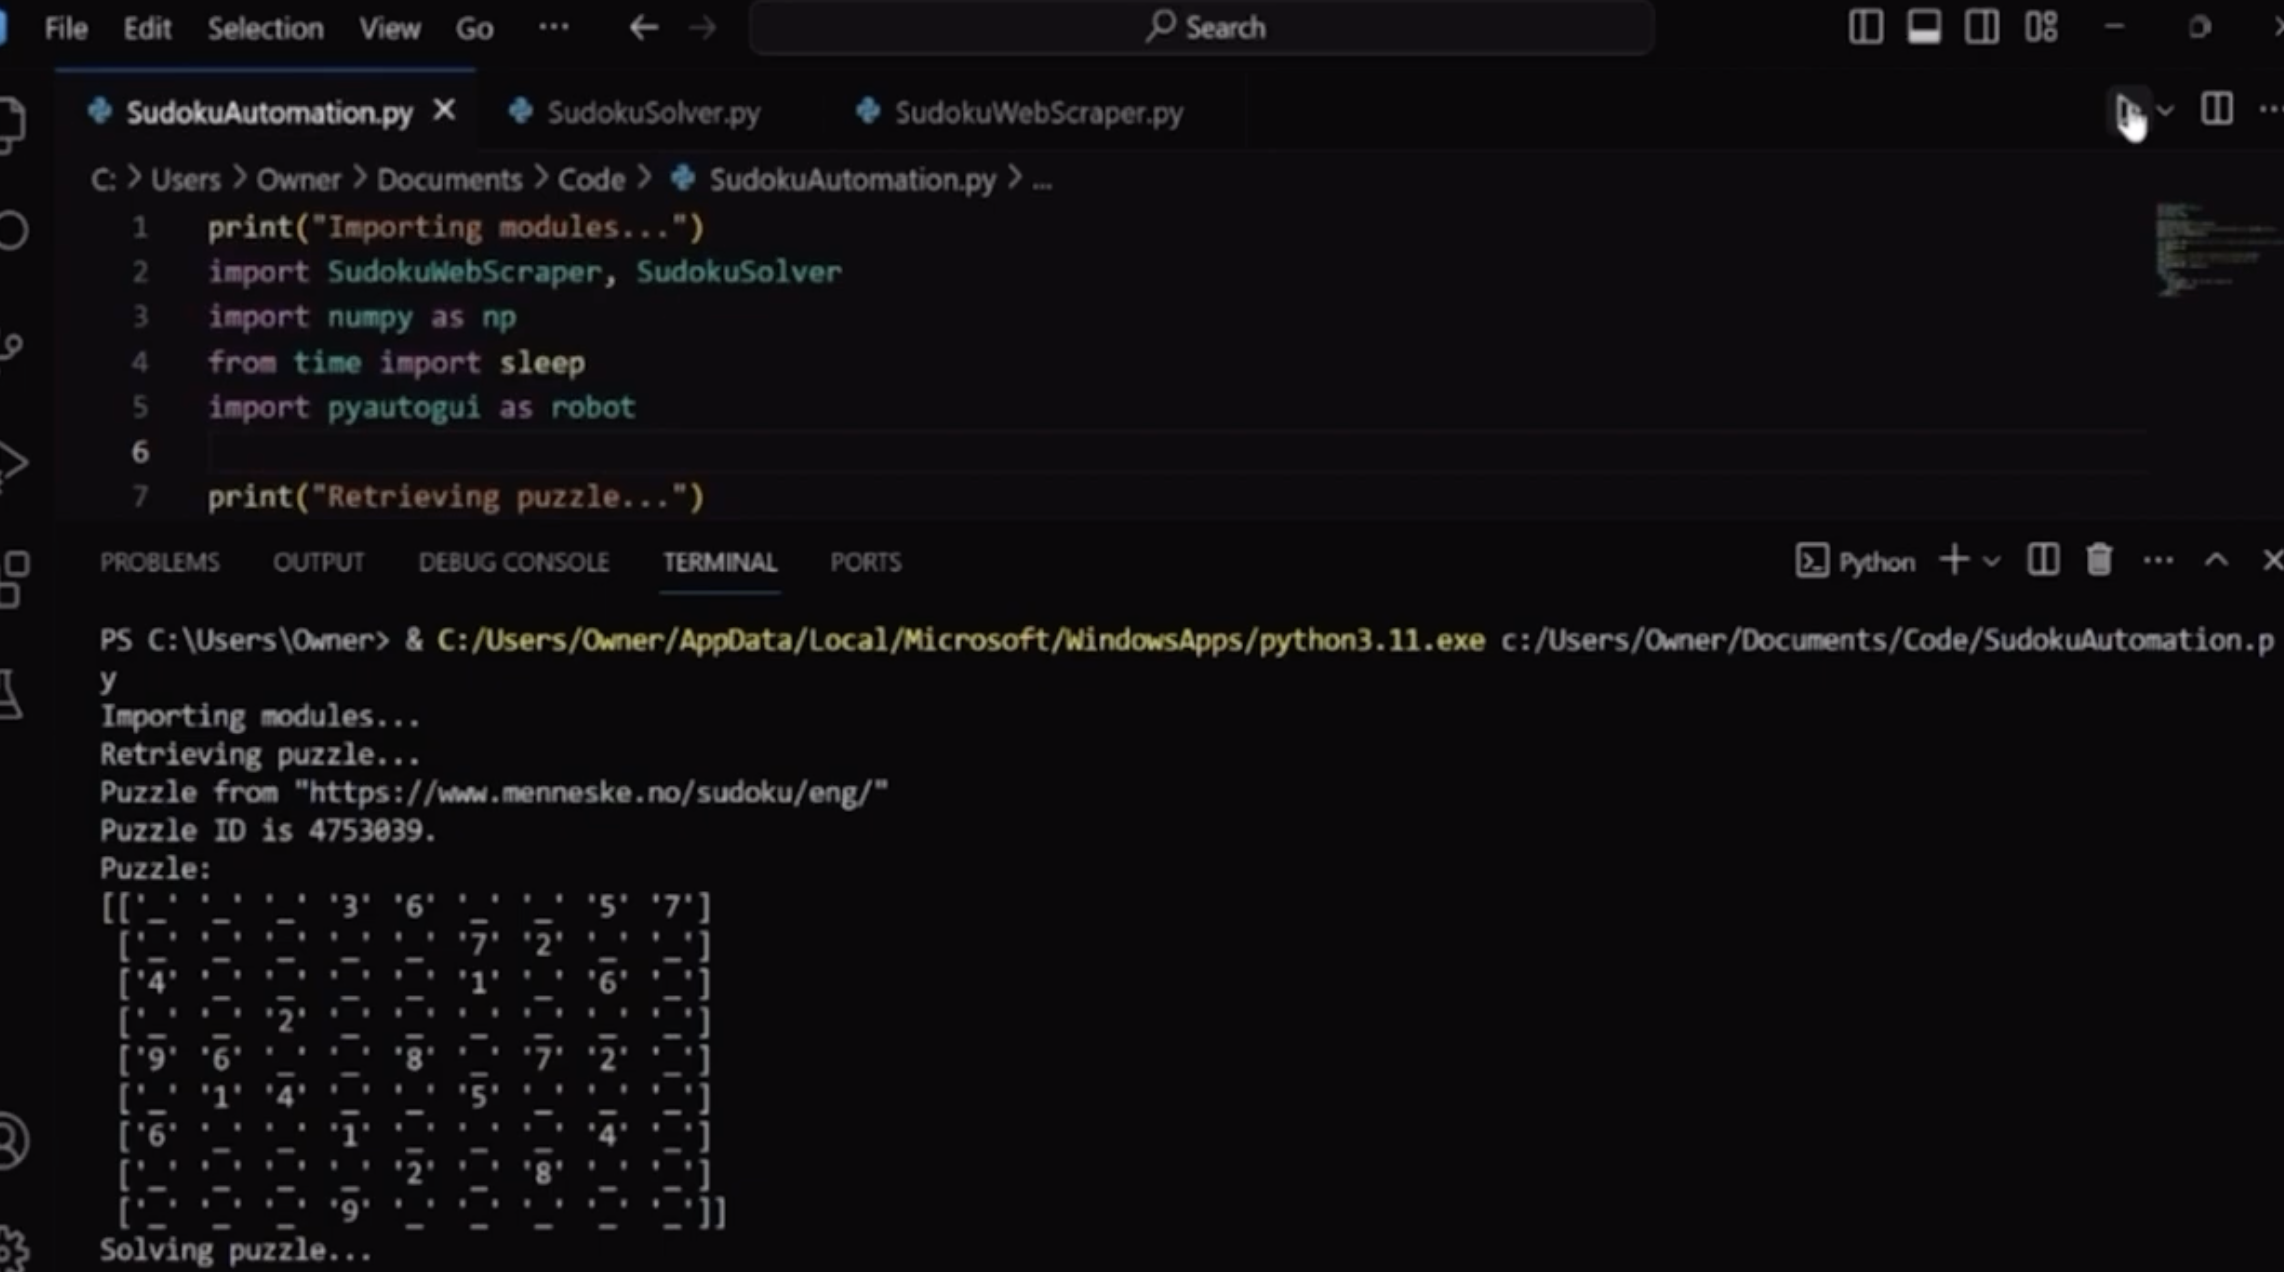 File Edit Selection View Go ... Search
SudokuAutomation.py SudokuSolver.py SudokuWebScraper.py
C: > Users > Owner > Documents > Code > SudokuAutomation.py > ...
1 print("Importing modules...")
2 import SudokuWebScraper, SudokuSolver
3 import numpy as np
4 from time import sleep
5 import pyautogui as robot
6
7 print("Retrieving puzzle...")
PROBLEMS OUTPUT DEBUG CONSOLE TERMINAL PORTS Python
PS C:\Users\Owner> & C:/Users/Owner/AppData/Local/Microsoft/WindowsApps/python3.11.exe c:/Users/Owner/Documents/Code/SudokuAutomation.p
y
Importing modules...
Retrieving puzzle...
Puzzle from "https://www.menneske.no/sudoku/eng/"
Puzzle ID is 4753039.
Puzzle:
[['_' '_' '_' '3' '6' '_' '_' '5' '7']
['_' '_' '_' '_' '_' '7' '2' '_' '_']
['4' '_' '_' '_' '_' '1' '_' '6' '_']
['_' '_' '2' '_' '_' '_' '_' '_' '_']
['9' '6' '_' '_' '8' '_' '7' '2' '_']
['_' '1' '4' '_' '_' '5' '_' '_' '_']
['6' '_' '_' '1' '_' '_' '_' '4' '_']
['_' '_' '_' '_' '2' '_' '8' '_' '_']
['_' '_' '_' '9' '_' '_' '_' '_' '_']]
Solving puzzle...